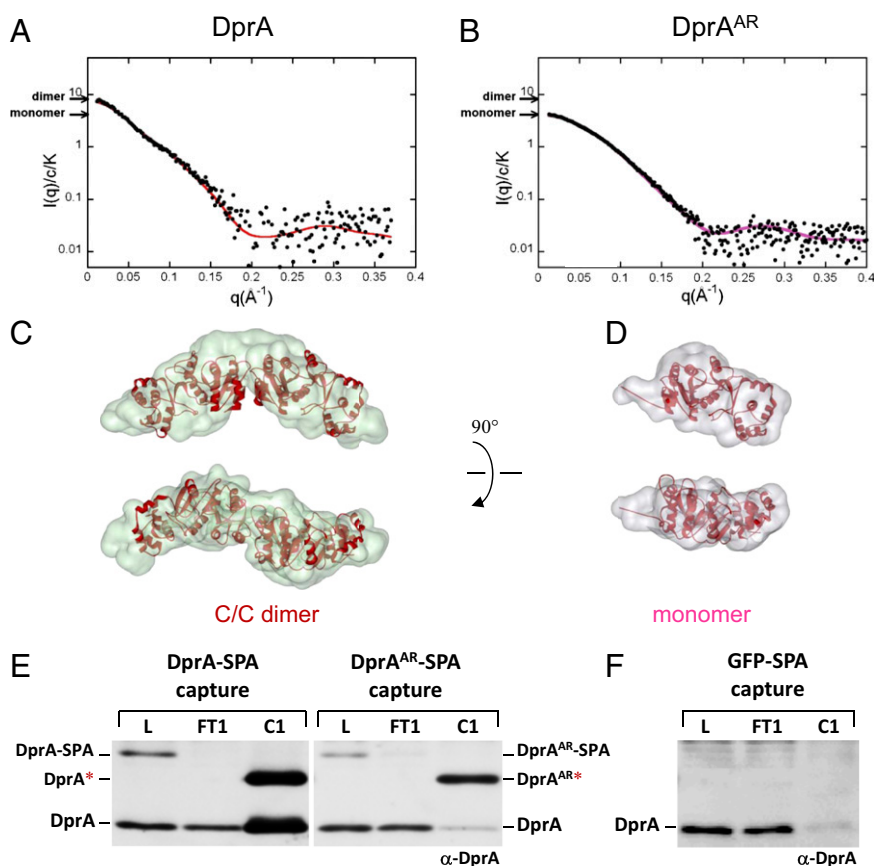 A DprA
B DprA^AR
dimer
monomer
I(q)/c/K
10
1
0.1
0.01
0 0.05 0.1 0.15 0.2 0.25 0.3 0.35 0.4
q(Å⁻¹)
dimer
monomer
I(q)/c/K
10
1
0.1
0.01
0 0.05 0.1 0.15 0.2 0.25 0.3 0.35 0.4
q(Å⁻¹)
C
D
90°
C/C dimer
monomer
E
DprA-SPA
capture
DprA^AR-SPA
capture
L FT1 C1
L FT1 C1
DprA-SPA
DprA*
DprA
DprA^AR-SPA
DprA^AR*
DprA
α-DprA
F
GFP-SPA
capture
L FT1 C1
DprA
α-DprA